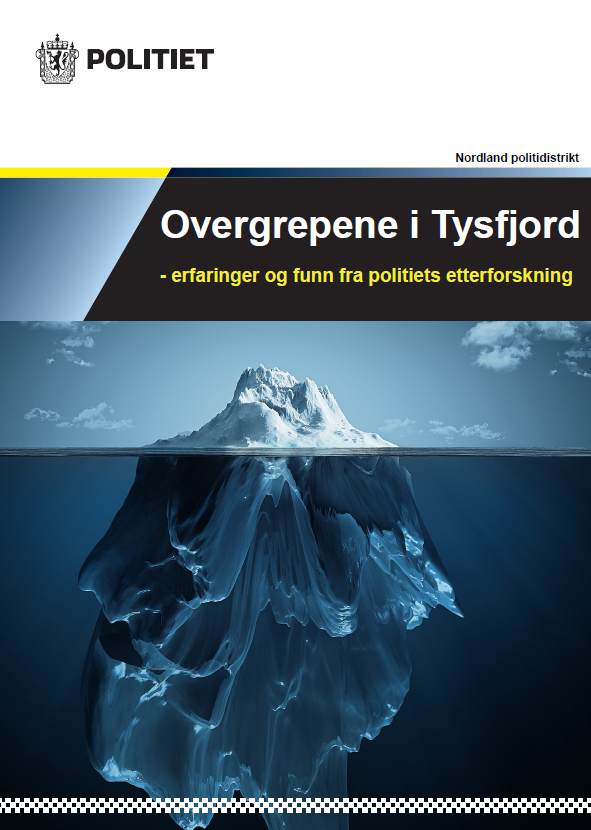 POLITIET
Nordland politidistrikt
Overgrepene i Tysfjord
- erfaringer og funn fra politiets etterforskning